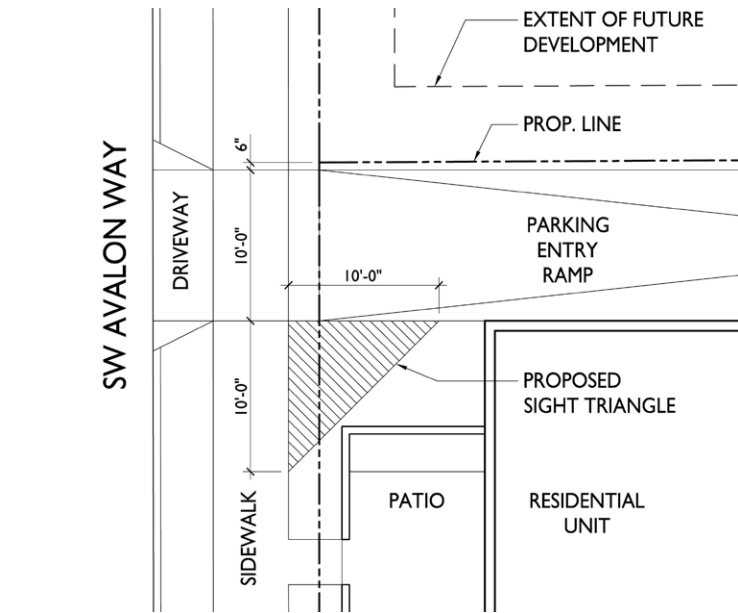 EXTENT OF FUTURE
DEVELOPMENT
PROP. LINE
6"
SW AVALON WAY
DRIVEWAY
10'-0"
PARKING
ENTRY
RAMP
10'-0"
10'-0"
PROPOSED
SIGHT TRIANGLE
SIDEWALK
PATIO
RESIDENTIAL
UNIT